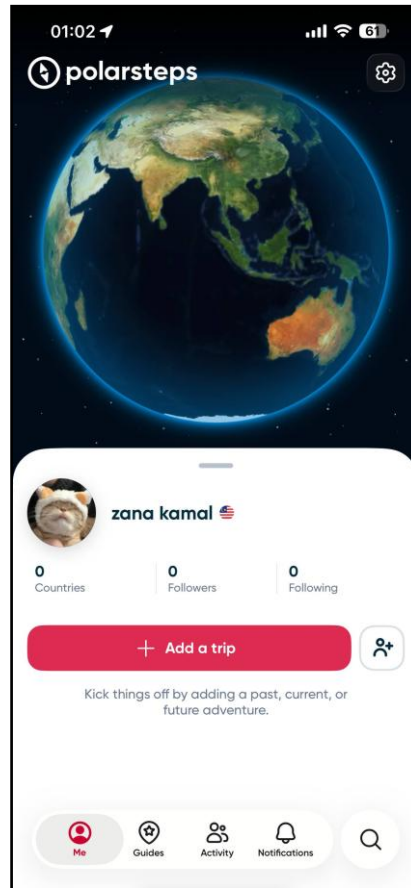 01:02
61
polarsteps
zana kamal
0 0 0
Countries Followers Following
+ Add a trip
Kick things off by adding a past, current, or
future adventure.
Me Guides Activity Notifications